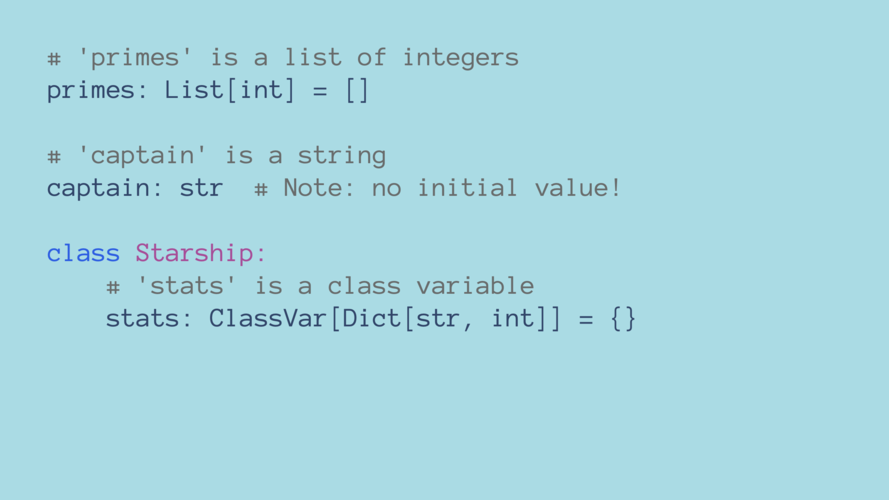 # 'primes' is a list of integers
primes: List[int] = []
# 'captain' is a string
captain: str  # Note: no initial value!
class Starship:
    # 'stats' is a class variable
    stats: ClassVar[Dict[str, int]] = {}